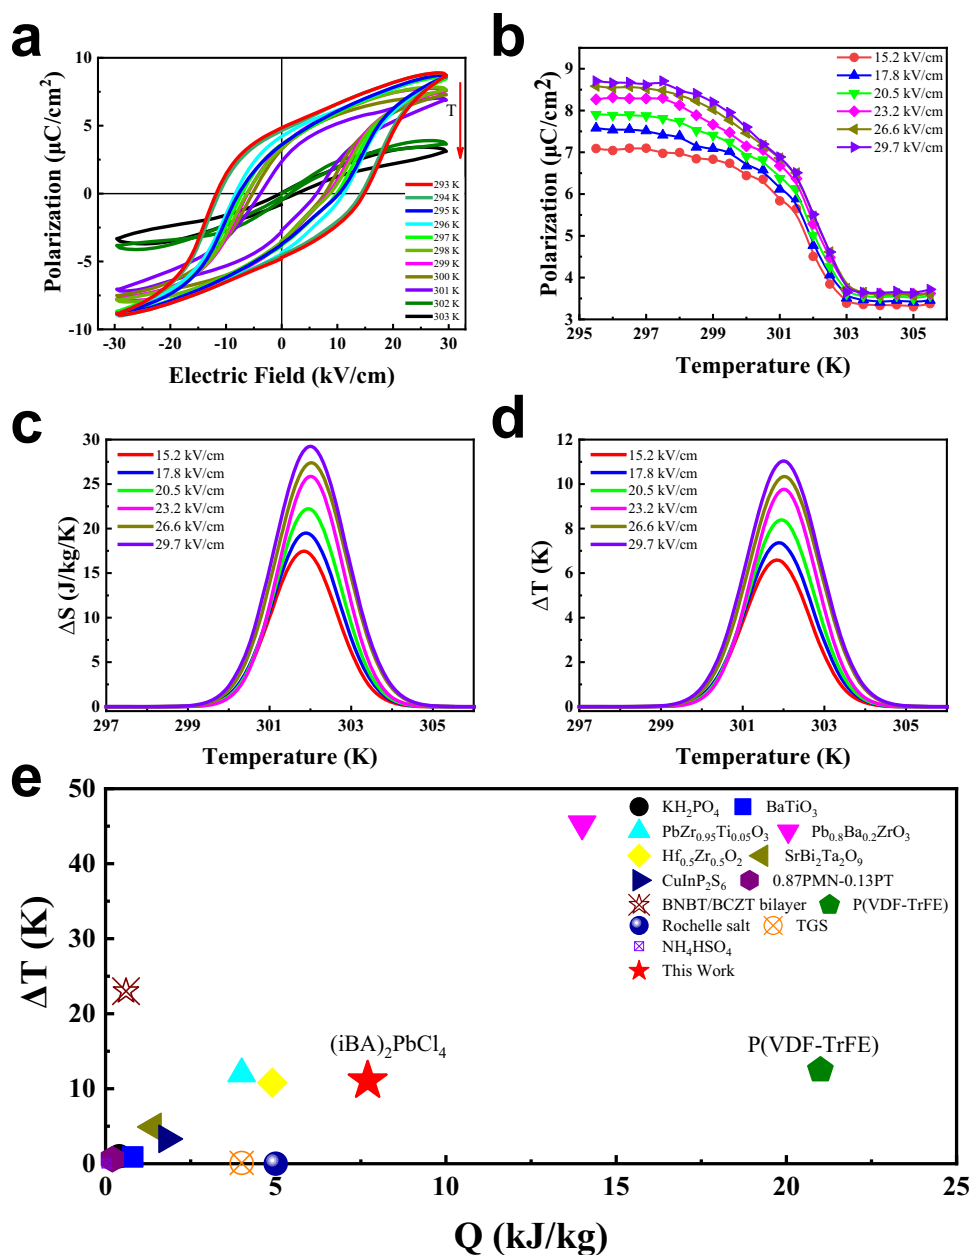 a
10
5
0
-5
-10
Polarization (μC/cm²)
T
293 K
294 K
295 K
296 K
297 K
298 K
299 K
300 K
301 K
302 K
303 K
-30 -20 -10 0 10 20 30
Electric Field (kV/cm)
b
9
8
7
6
5
4
3
Polarization (μC/cm²)
15.2 kV/cm
17.8 kV/cm
20.5 kV/cm
23.2 kV/cm
26.6 kV/cm
29.7 kV/cm
295 297 299 301 303 305
Temperature (K)
c
30
25
20
15
10
5
0
ΔS (J/kg/K)
15.2 kV/cm
17.8 kV/cm
20.5 kV/cm
23.2 kV/cm
26.6 kV/cm
29.7 kV/cm
297 299 301 303 305
Temperature (K)
d
12
10
8
6
4
2
0
ΔT (K)
15.2 kV/cm
17.8 kV/cm
20.5 kV/cm
23.2 kV/cm
26.6 kV/cm
29.7 kV/cm
297 299 301 303 305
Temperature (K)
e
50
40
30
20
10
0
ΔT (K)
KH₂PO₄ BaTiO₃
PbZr₀.₉₅Ti₀.₀₅O₃ Pb₀.₈Ba₀.₂ZrO₃
Hf₀.₅Zr₀.₅O₂ SrBi₂Ta₂O₉
CuInP₂S₆ 0.87PMN-0.13PT
BNBT/BCZT bilayer P(VDF-TrFE)
Rochelle salt TGS
NH₄HSO₄
This Work
(iBA)₂PbCl₄
P(VDF-TrFE)
0 5 10 15 20 25
Q (kJ/kg)